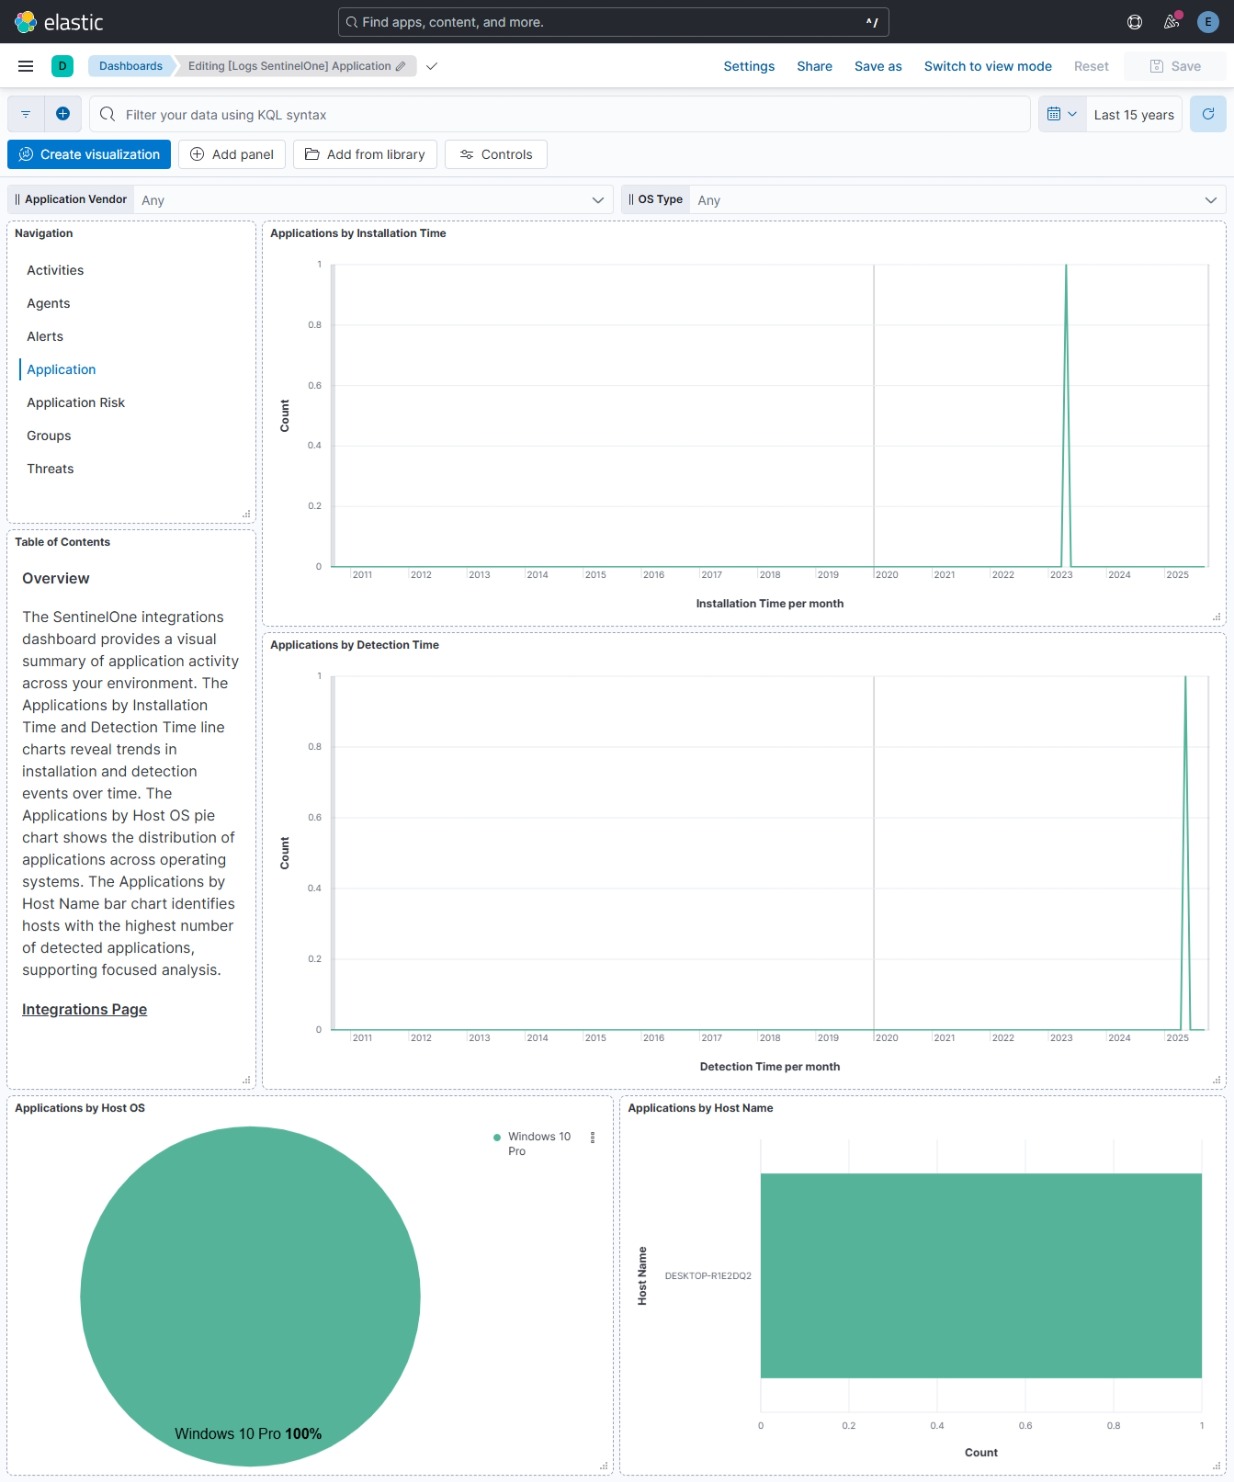 elastic
Find apps, content, and more.
^/
E
D
Dashboards
Editing [Logs SentinelOne] Application
Settings
Share
Save as
Switch to view mode
Reset
Save
Filter your data using KQL syntax
Last 15 years
Create visualization
Add panel
Add from library
Controls
Application Vendor
Any
OS Type
Any
Navigation
Activities
Agents
Alerts
Application
Application Risk
Groups
Threats
Table of Contents
Overview
The SentinelOne integrations
dashboard provides a visual
summary of application activity
across your environment. The
Applications by Installation
Time and Detection Time line
charts reveal trends in
installation and detection
events over time. The
Applications by Host OS pie
chart shows the distribution of
applications across operating
systems. The Applications by
Host Name bar chart identifies
hosts with the highest number
of detected applications,
supporting focused analysis.
Integrations Page
Applications by Installation Time
Count
1
0.8
0.6
0.4
0.2
0
2011 2012 2013 2014 2015 2016 2017 2018 2019 2020 2021 2022 2023 2024 2025
Installation Time per month
Applications by Detection Time
Count
1
0.8
0.6
0.4
0.2
0
2011 2012 2013 2014 2015 2016 2017 2018 2019 2020 2021 2022 2023 2024 2025
Detection Time per month
Applications by Host OS
Windows 10
Pro
Windows 10 Pro 100%
Applications by Host Name
Host Name
DESKTOP-R1E2DQ2
0 0.2 0.4 0.6 0.8 1
Count